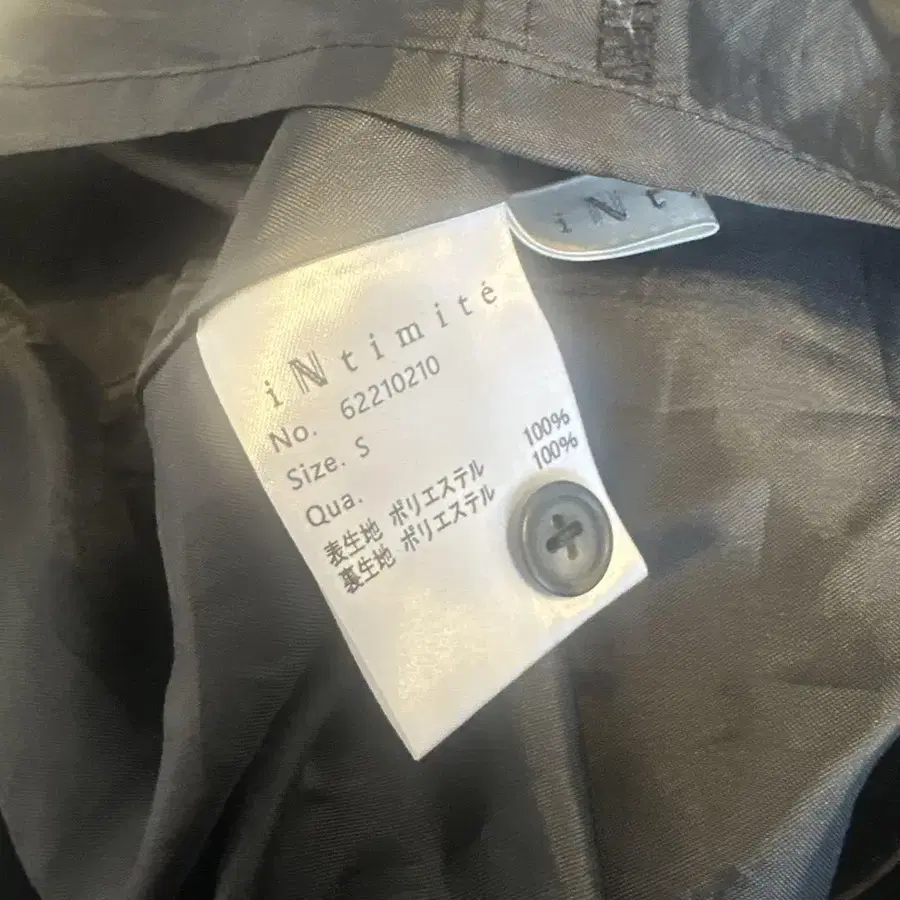 iNtimité
No. 62210210
Size. S
Qua.
表生地 ポリエステル 100%
裏生地 ポリエステル 100%
iNt